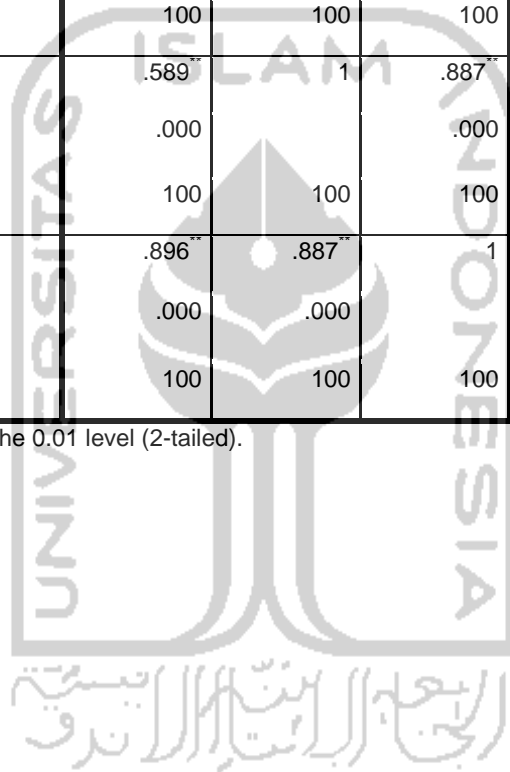 100 100 100
.589** 1 .887**
.000 .000
100 100 100
.896** .887** 1
.000 .000
100 100 100
he 0.01 level (2-tailed).
ISLAM
UNIVERSITAS
INDONESIA